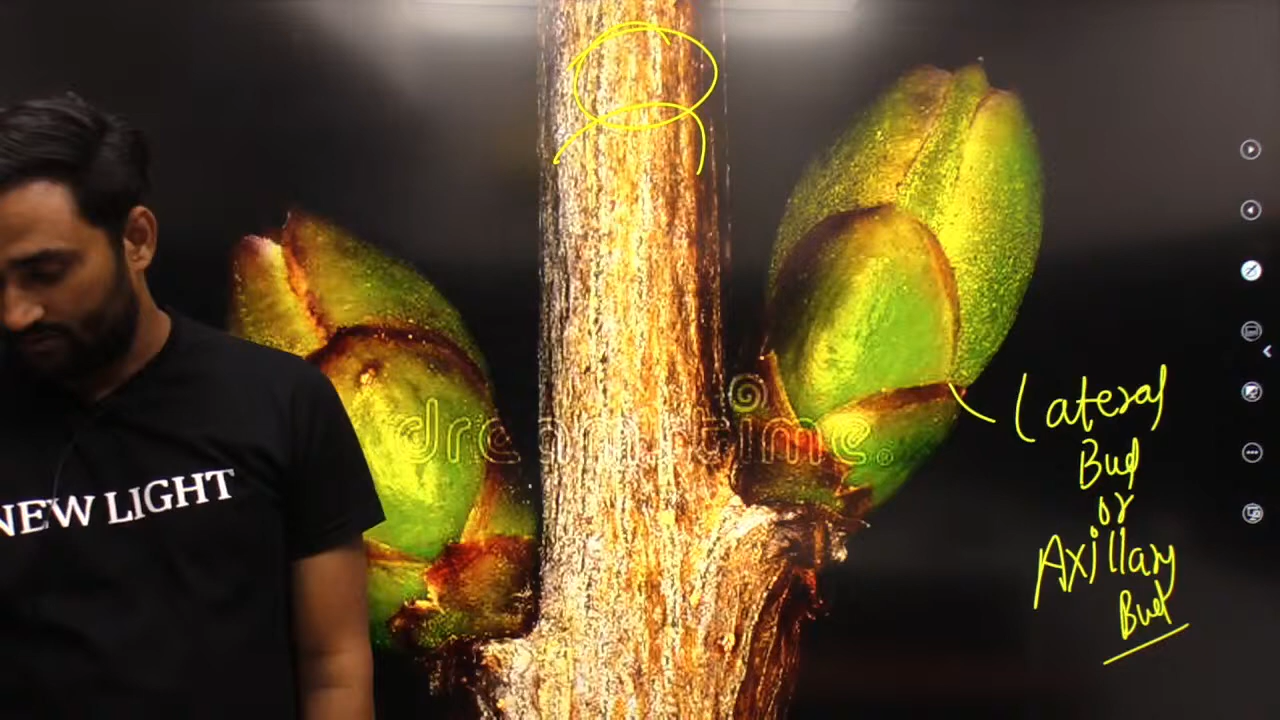 dreamstime.
Lateral
Bud
or
Axillary
Bud
NEW LIGHT